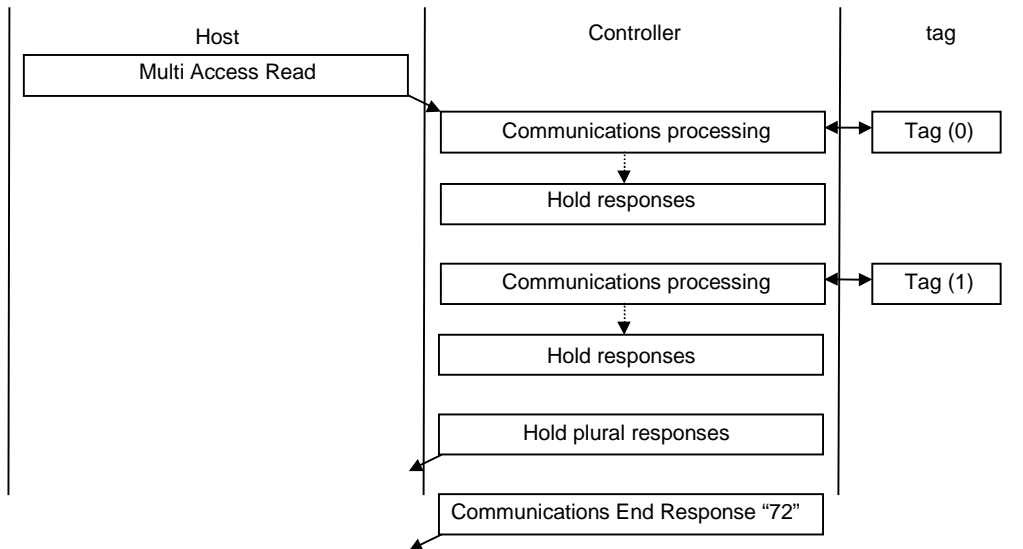 Host
Controller
tag
Multi Access Read
Communications processing
Tag (0)
Hold responses
Communications processing
Tag (1)
Hold responses
Hold plural responses
Communications End Response “72”